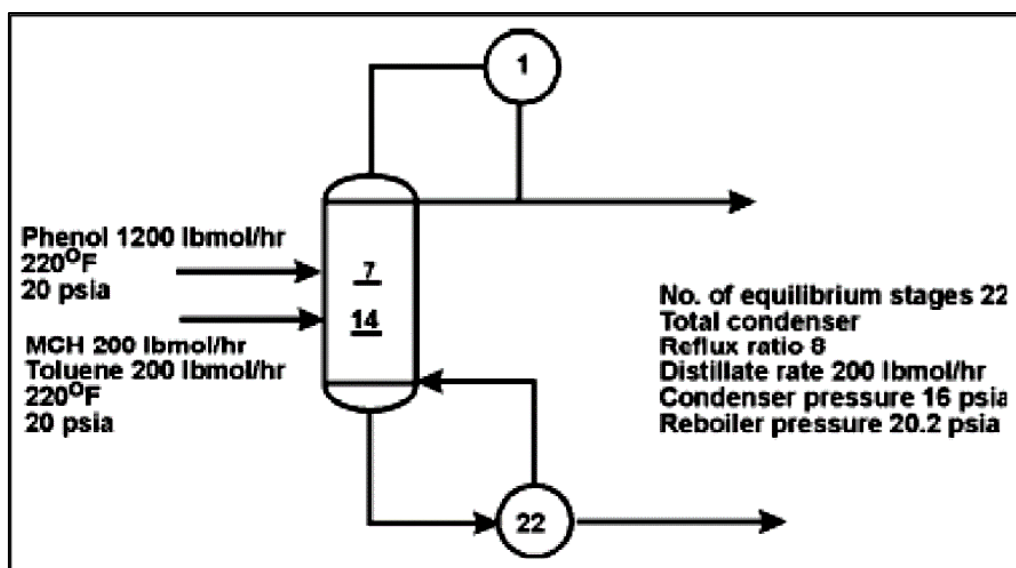 1
Phenol 1200 lbmol/hr
220°F
20 psia
7
14
MCH 200 lbmol/hr
Toluene 200 lbmol/hr
220°F
20 psia
No. of equilibrium stages 22
Total condenser
Reflux ratio 8
Distillate rate 200 lbmol/hr
Condenser pressure 16 psia
Reboiler pressure 20.2 psia
22